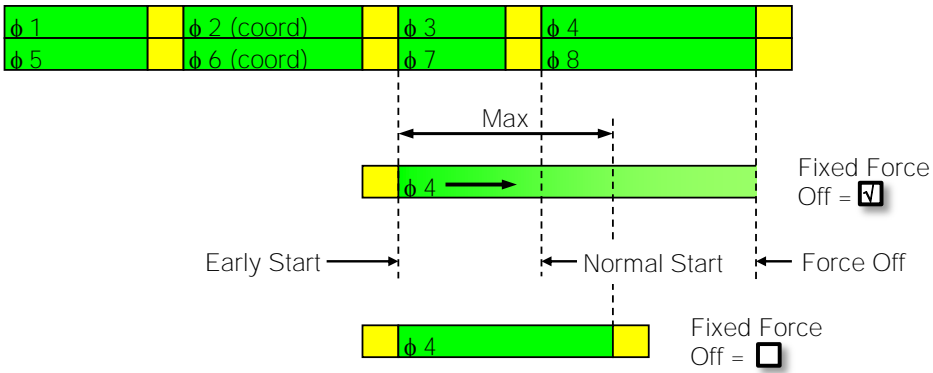 ϕ 1 ϕ 2 (coord) ϕ 3 ϕ 4
ϕ 5 ϕ 6 (coord) ϕ 7 ϕ 8
Max
ϕ 4
Fixed Force
Off = √
Early Start
Normal Start
Force Off
ϕ 4
Fixed Force
Off =